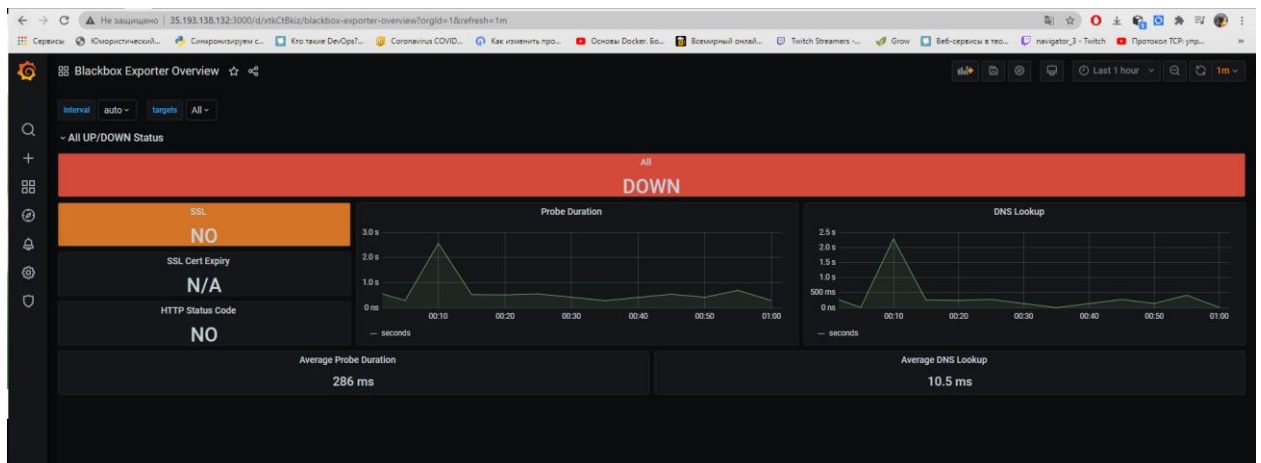 Не защищено | 35.193.138.132:3000/d/xtkCtBkiz/blackbox-exporter-overview?orgId=1&refresh=1m
Сервисы Юмористический... Синхронизируем с... Кто такие DevOps?... Coronavirus COVID... Как изменить про... Основы Docker. Бо... Всемирный онлай... Twitch Streamers -... Grow Веб-сервисы в тео... navigator_3 - Twitch Протокол TCP: упр... »
Blackbox Exporter Overview
Last 1 hour
1m
Interval auto targets All
All UP/DOWN Status
All
DOWN
SSL
NO
SSL Cert Expiry
N/A
HTTP Status Code
NO
Probe Duration
3.0 s
2.0 s
1.0 s
0 ns
00:10 00:20 00:30 00:40 00:50 01:00
seconds
DNS Lookup
2.5 s
2.0 s
1.5 s
1.0 s
500 ms
0 ns
00:10 00:20 00:30 00:40 00:50 01:00
seconds
Average Probe Duration
286 ms
Average DNS Lookup
10.5 ms